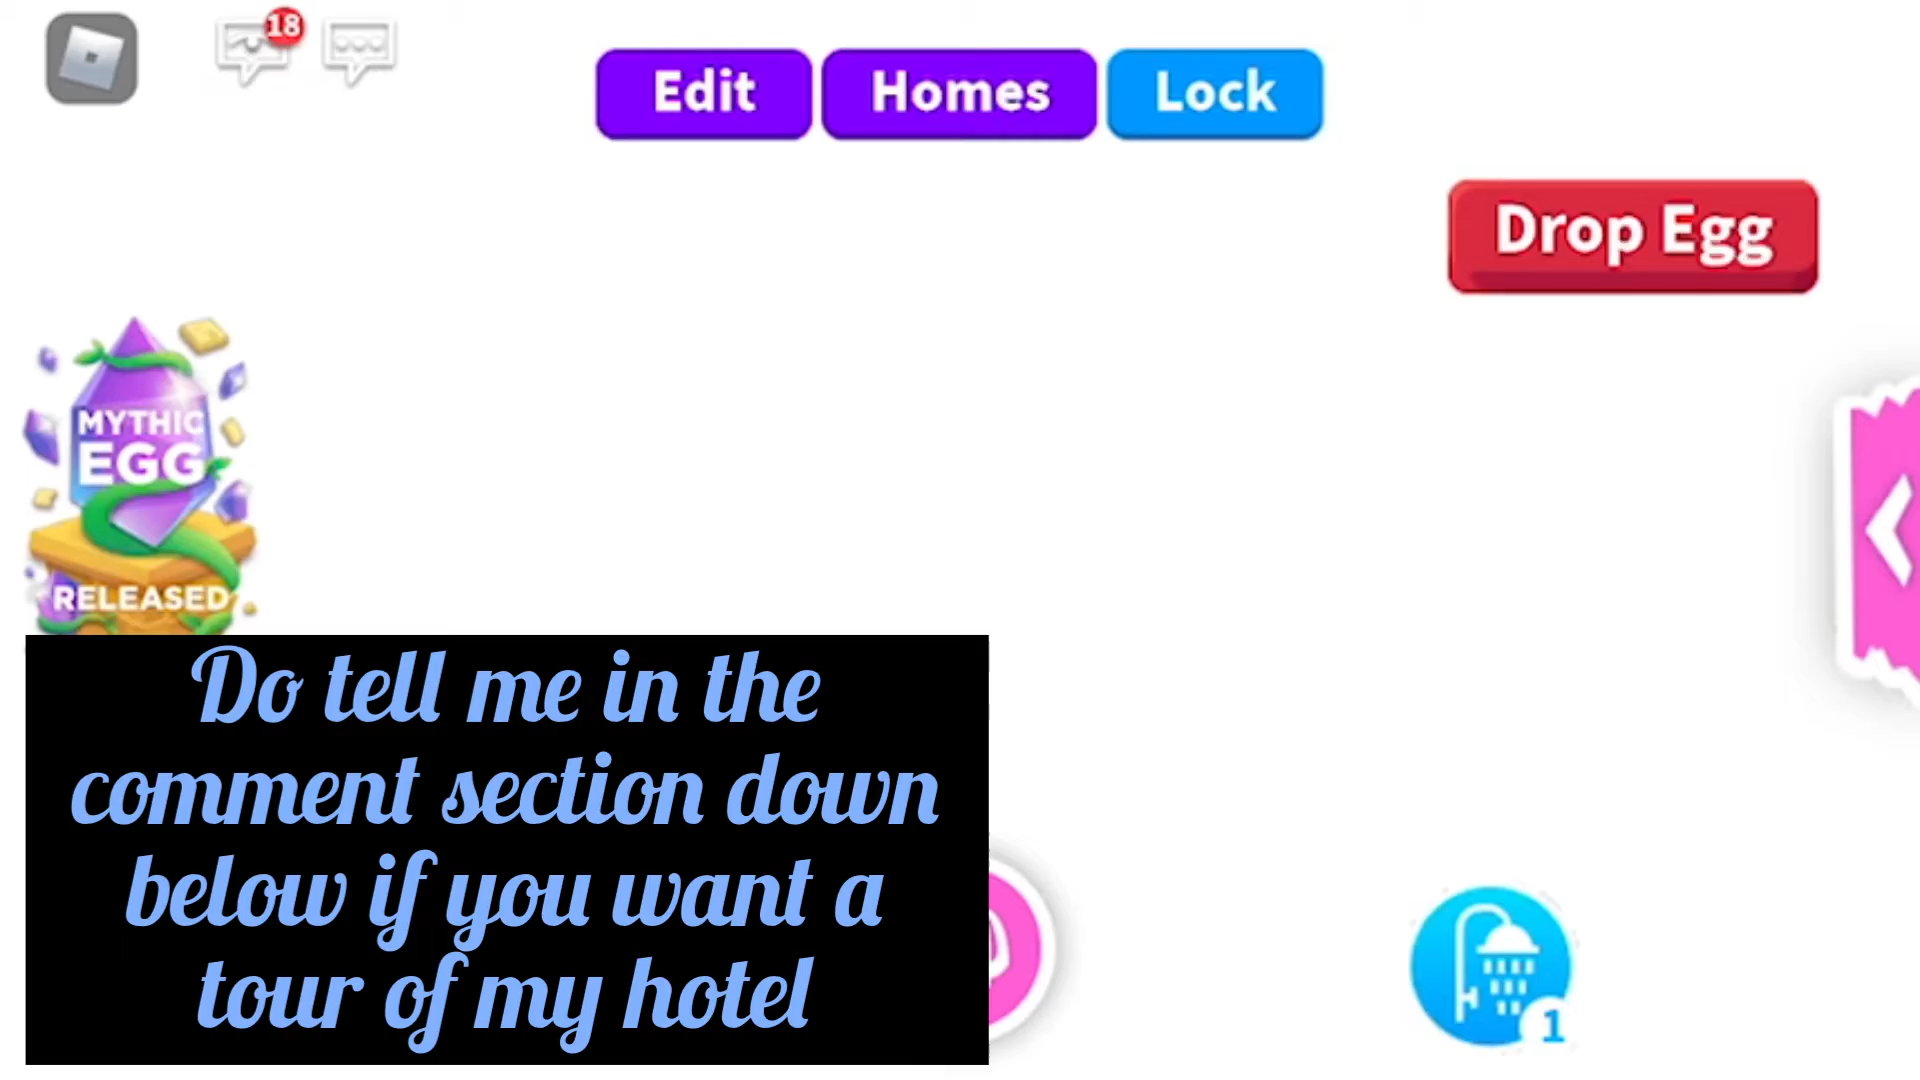 18
Edit Homes Lock
Drop Egg
MYTHIC
EGG
RELEASED
Do tell me in the
comment section down
below if you want a
tour of my hotel
1